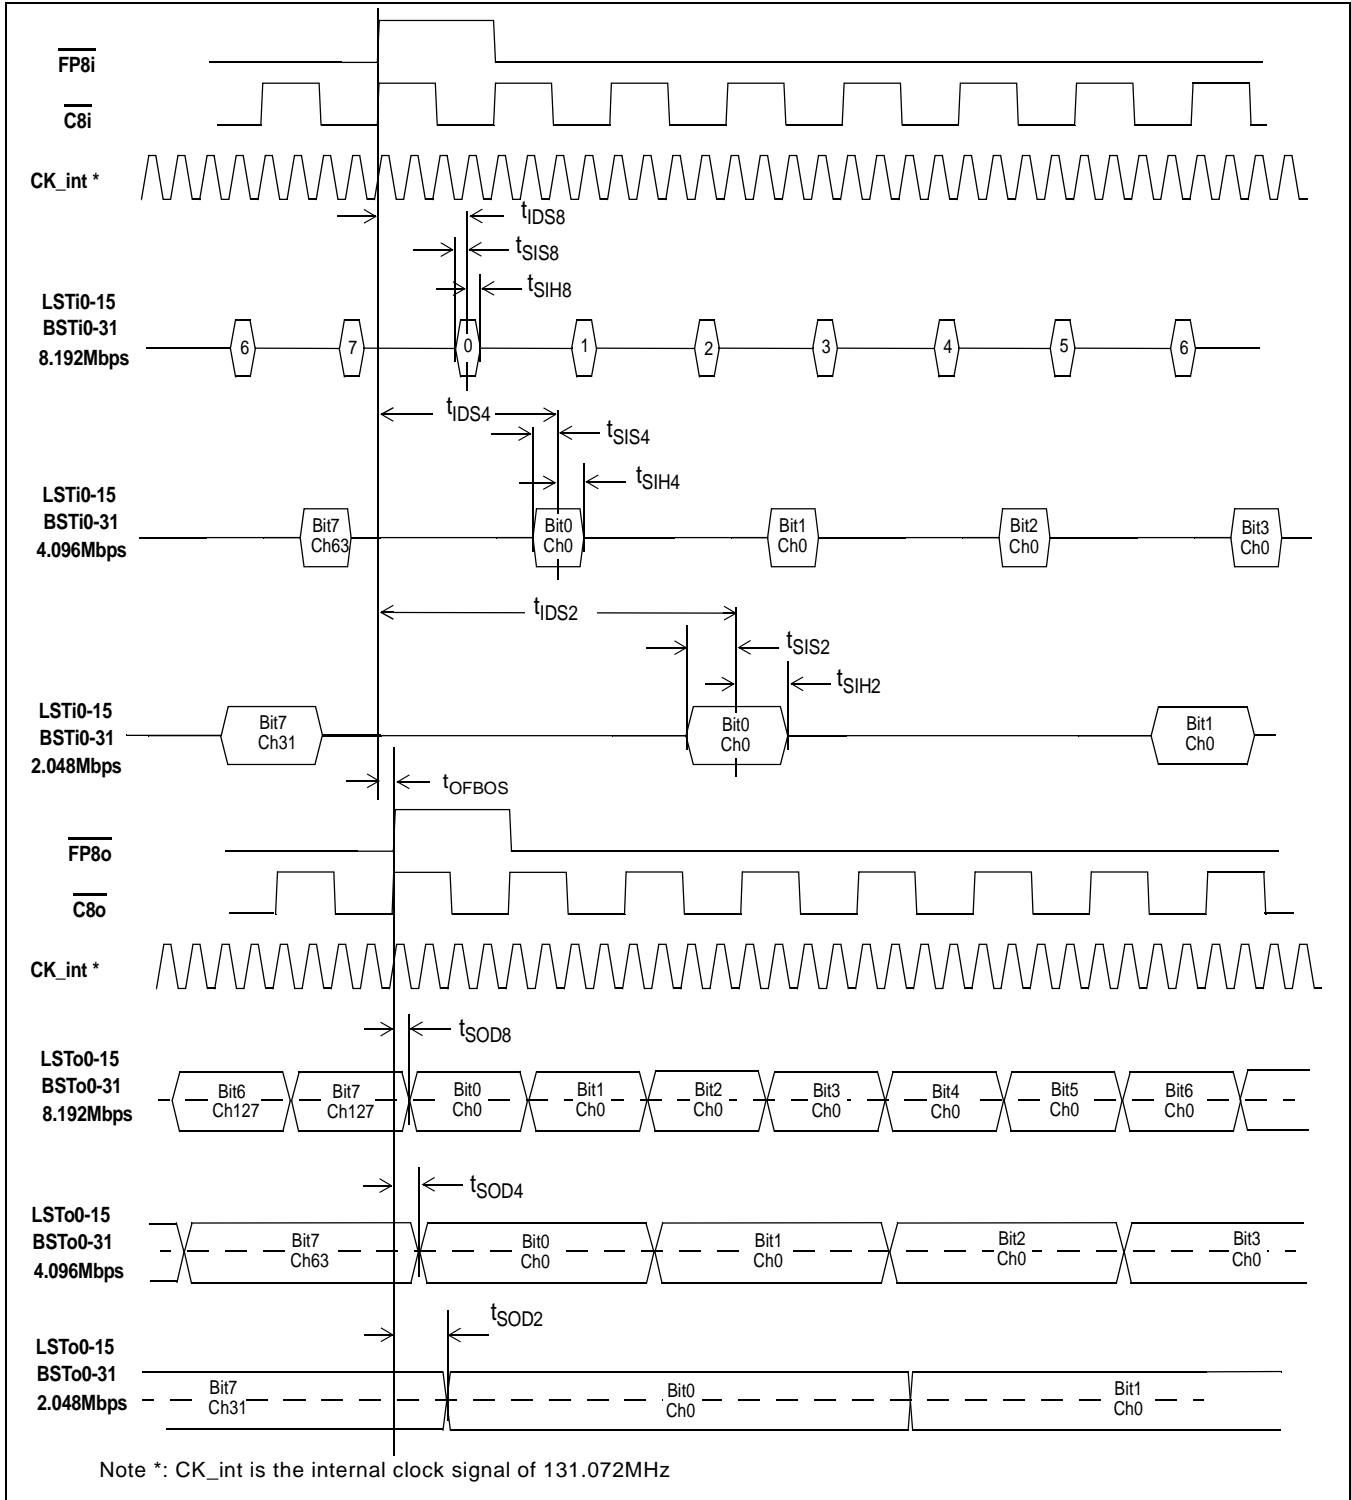 FP8i
C8i
CK_int *
tIDS8
tSIS8
tSIH8
LSTi0-15
BSTi0-31
8.192Mbps
6 7 0 1 2 3 4 5 6
tIDS4
tSIS4
tSIH4
LSTi0-15
BSTi0-31
4.096Mbps
Bit7 Bit0 Bit1 Bit2 Bit3
Ch63 Ch0 Ch0 Ch0 Ch0
tIDS2
tSIS2
tSIH2
LSTi0-15
BSTi0-31
2.048Mbps
Bit7 Bit0 Bit1
Ch31 Ch0 Ch0
tOFBOS
FP8o
C8o
CK_int *
tSOD8
LSTo0-15
BSTo0-31
8.192Mbps
Bit6 Bit7 Bit0 Bit1 Bit2 Bit3 Bit4 Bit5 Bit6
Ch127 Ch127 Ch0 Ch0 Ch0 Ch0 Ch0 Ch0 Ch0
tSOD4
LSTo0-15
BSTo0-31
4.096Mbps
Bit7 Bit0 Bit1 Bit2 Bit3
Ch63 Ch0 Ch0 Ch0 Ch0
tSOD2
LSTo0-15
BSTo0-31
2.048Mbps
Bit7 Bit0 Bit1
Ch31 Ch0 Ch0
Note *: CK_int is the internal clock signal of 131.072MHz